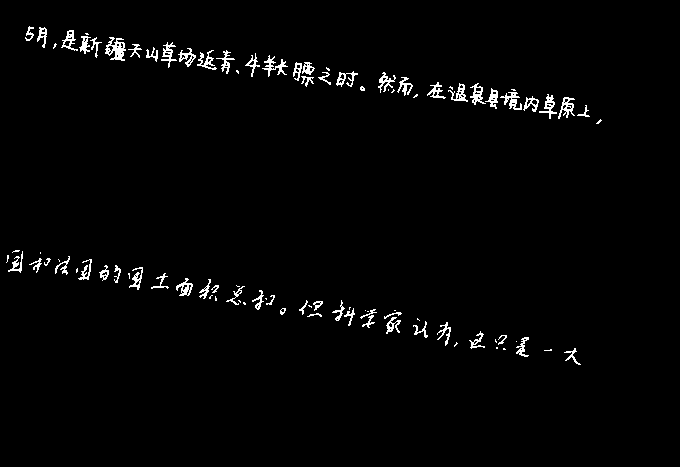 5月,是新疆天山草场返青、牛羊长膘之时。然而,在温泉县境内草原上,
国和法国的国土面积总和。但科学家认为,这只是一大